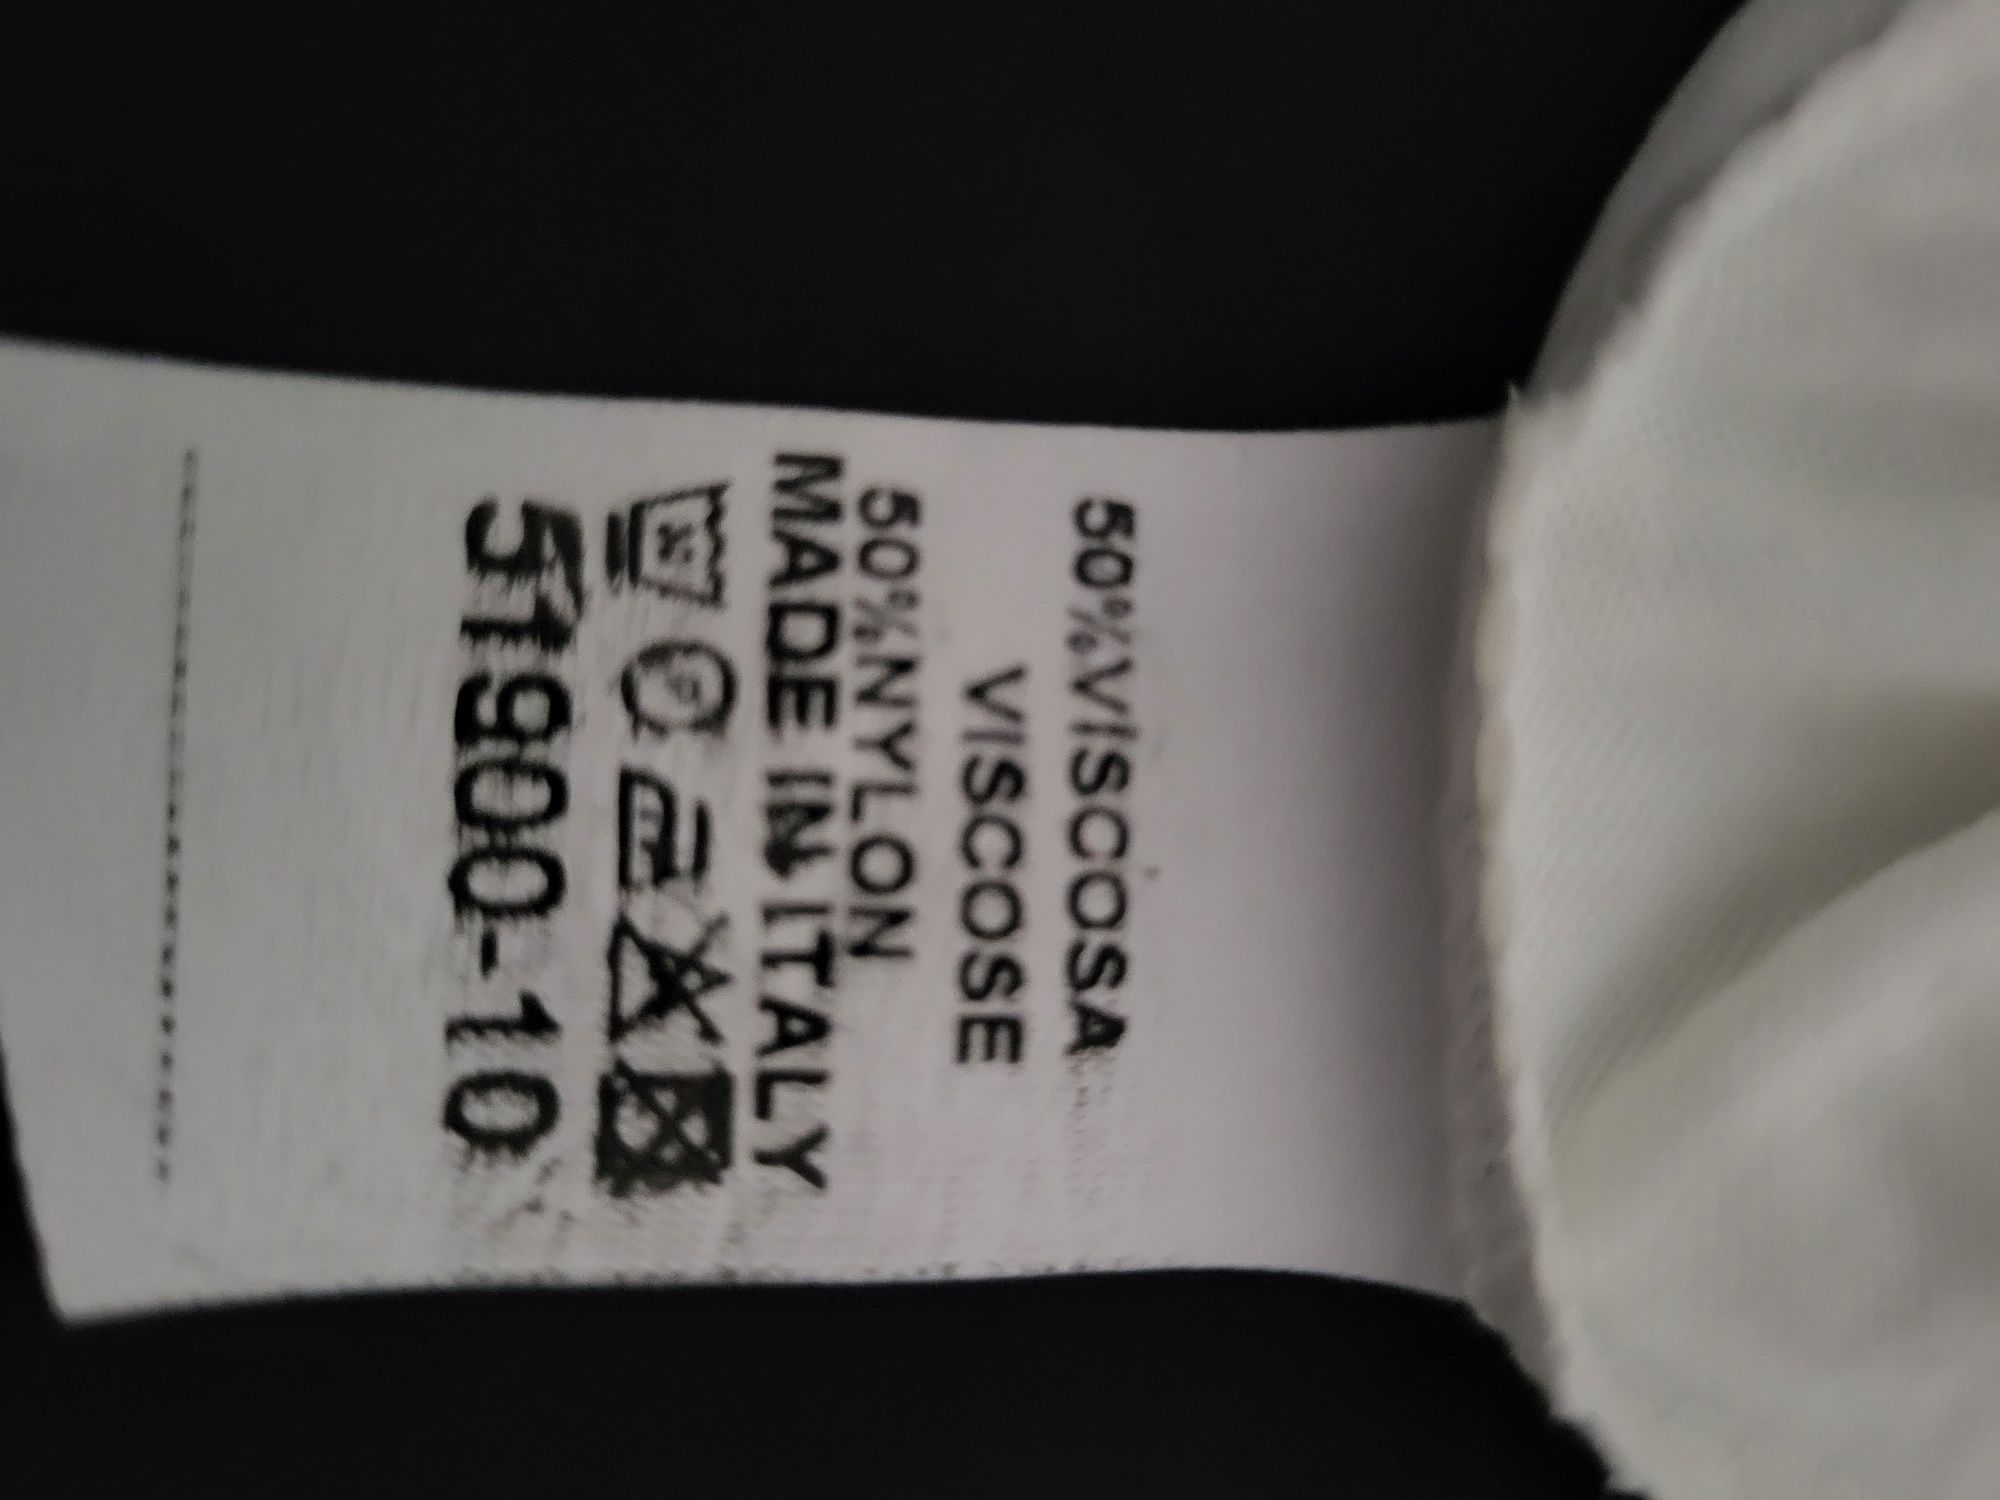 50%VISCOSA
VISCOSE
50%NYLON
MADE IN ITALY
51900-10